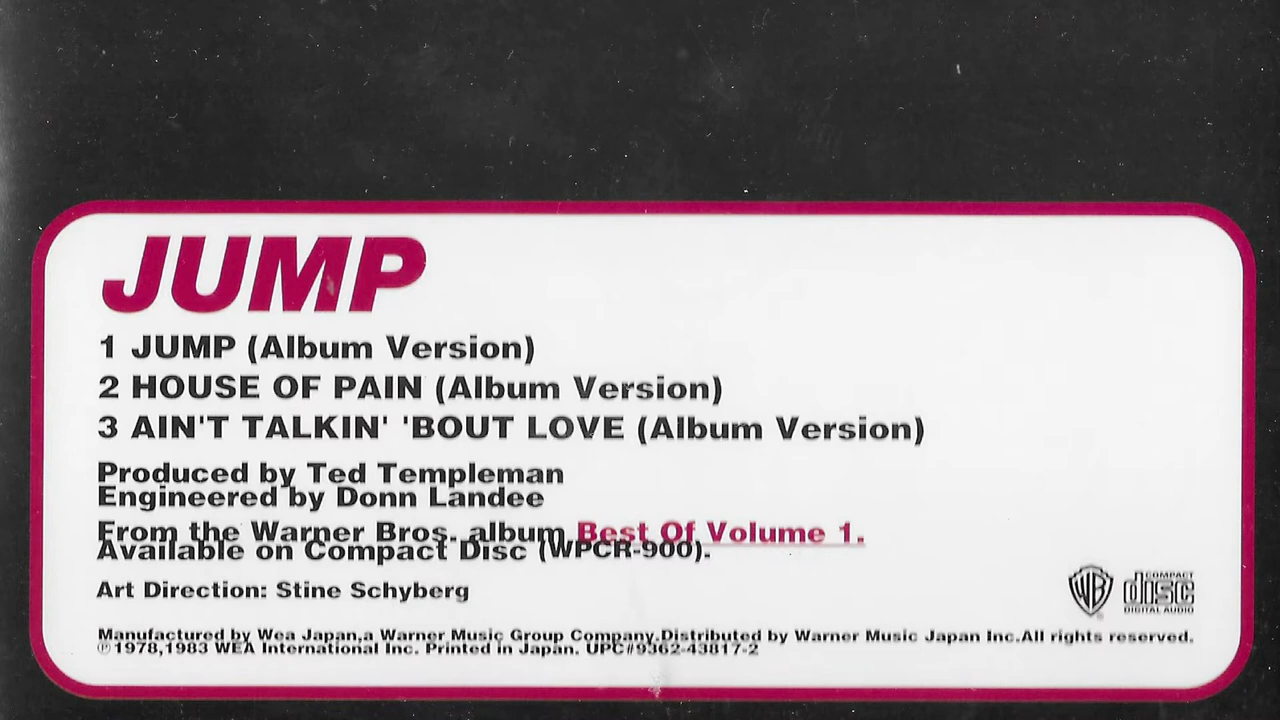 JUMP
1 JUMP (Album Version)
2 HOUSE OF PAIN (Album Version)
3 AIN'T TALKIN' 'BOUT LOVE (Album Version)
Produced by Ted Templeman
Engineered by Donn Landee
From the Warner Bros. album Best Of Volume 1.
Available on Compact Disc (WPCR-900).
Art Direction: Stine Schyberg
WB
COMPACT
disc
DIGITAL AUDIO
Manufactured by Wea Japan,a Warner Music Group Company.Distributed by Warner Music Japan Inc.All rights reserved.
℗1978,1983 WEA International Inc. Printed in Japan. UPC#9362-43817-2